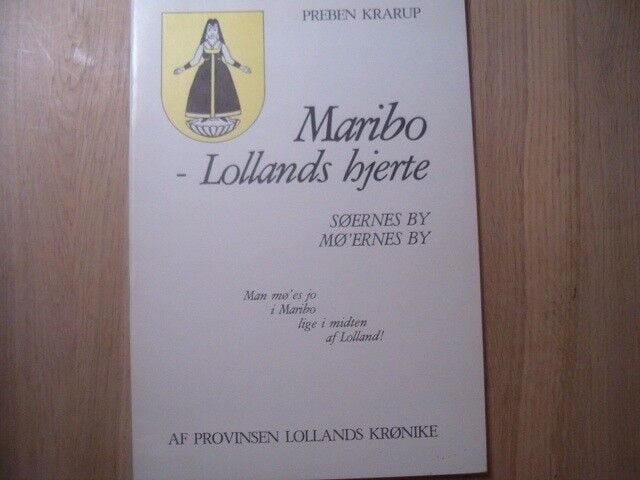 PREBEN KRARUP
Maribo
- Lollands hjerte
SØERNES BY
MØ'ERNES BY
Man mø'es jo
i Maribo
lige i midten
af Lolland!
AF PROVINSEN LOLLANDS KRØNIKE